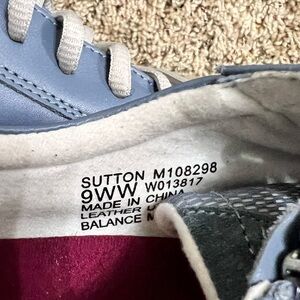 SUTTON M108298
9WW W013817
MADE IN CHINA
LEATHER
BALANCE